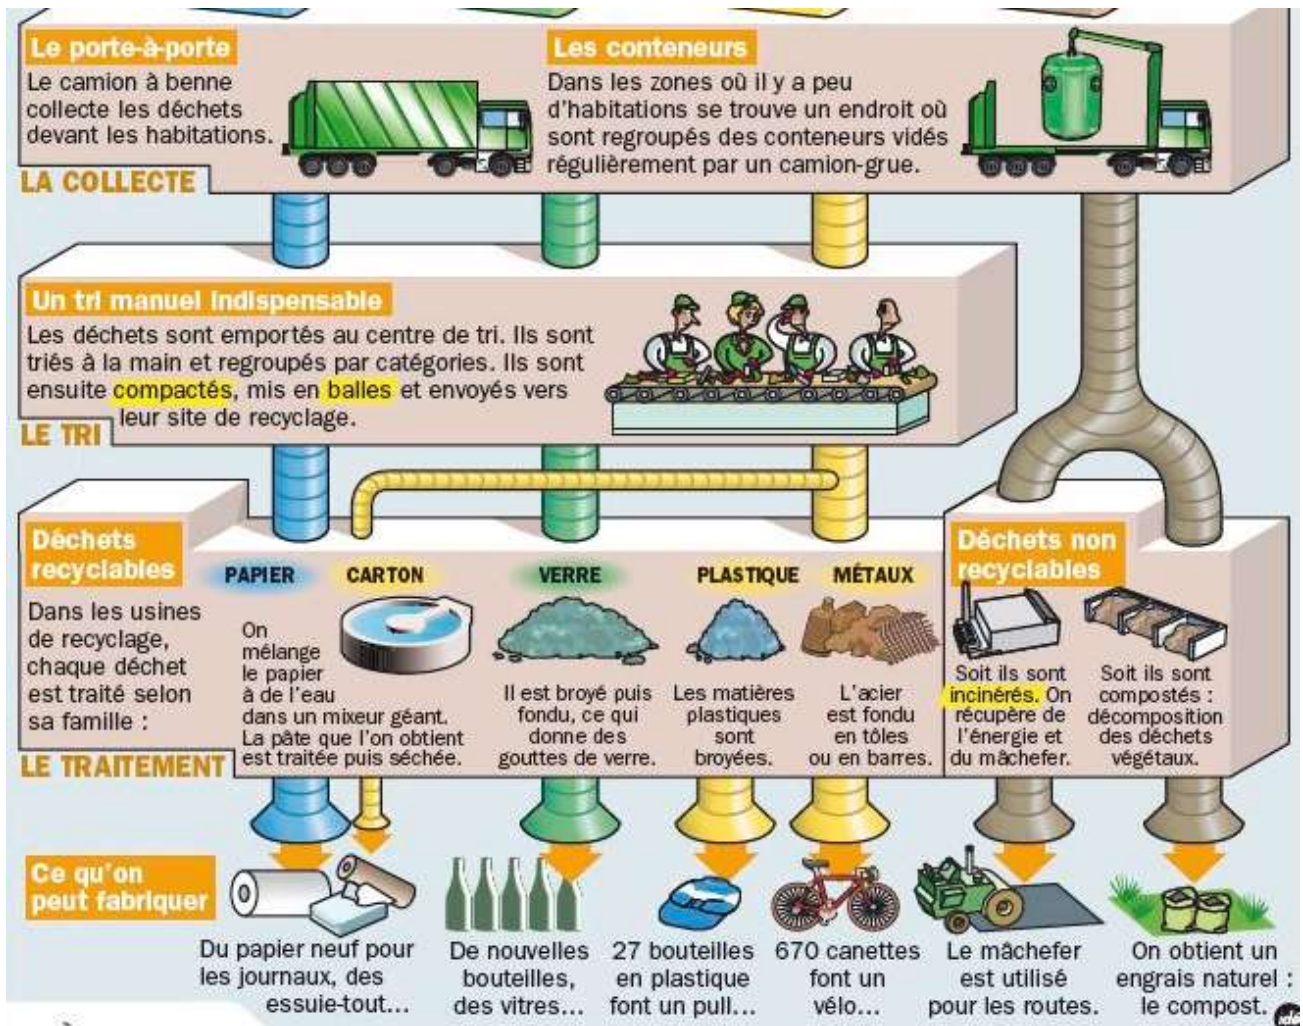 Le porte-à-porte
Le camion à benne
collecte les déchets
devant les habitations.
Les conteneurs
Dans les zones où il y a peu
d'habitations se trouve un endroit où
sont regroupés des conteneurs vidés
régulièrement par un camion-grue.
LA COLLECTE
Un tri manuel indispensable
Les déchets sont emportés au centre de tri. Ils sont
triés à la main et regroupés par catégories. Ils sont
ensuite compactés, mis en balles et envoyés vers
leur site de recyclage.
LE TRI
Déchets
recyclables
Dans les usines
de recyclage,
chaque déchet
est traité selon
sa famille :
PAPIER
CARTON
On
mélange
le papier
à de l'eau
dans un mixeur géant.
La pâte que l'on obtient
est traitée puis séchée.
VERRE
Il est broyé puis
fondu, ce qui
donne des
gouttes de verre.
PLASTIQUE
Les matières
plastiques
sont
broyées.
MÉTAUX
L'acier
est fondu
en tôles
ou en barres.
Déchets non
recyclables
Soit ils sont
incinérés. On
récupère de
l'énergie et
du mâchefer.
Soit ils sont
compostés :
décomposition
des déchets
végétaux.
LE TRAITEMENT
Ce qu'on
peut fabriquer
Du papier neuf pour
les journaux, des
essuie-tout...
De nouvelles
bouteilles,
des vitres...
27 bouteilles
en plastique
font un pull...
670 canettes
font un
vélo...
Le mâchefer
est utilisé
pour les routes.
On obtient un
engrais naturel :
le compost.